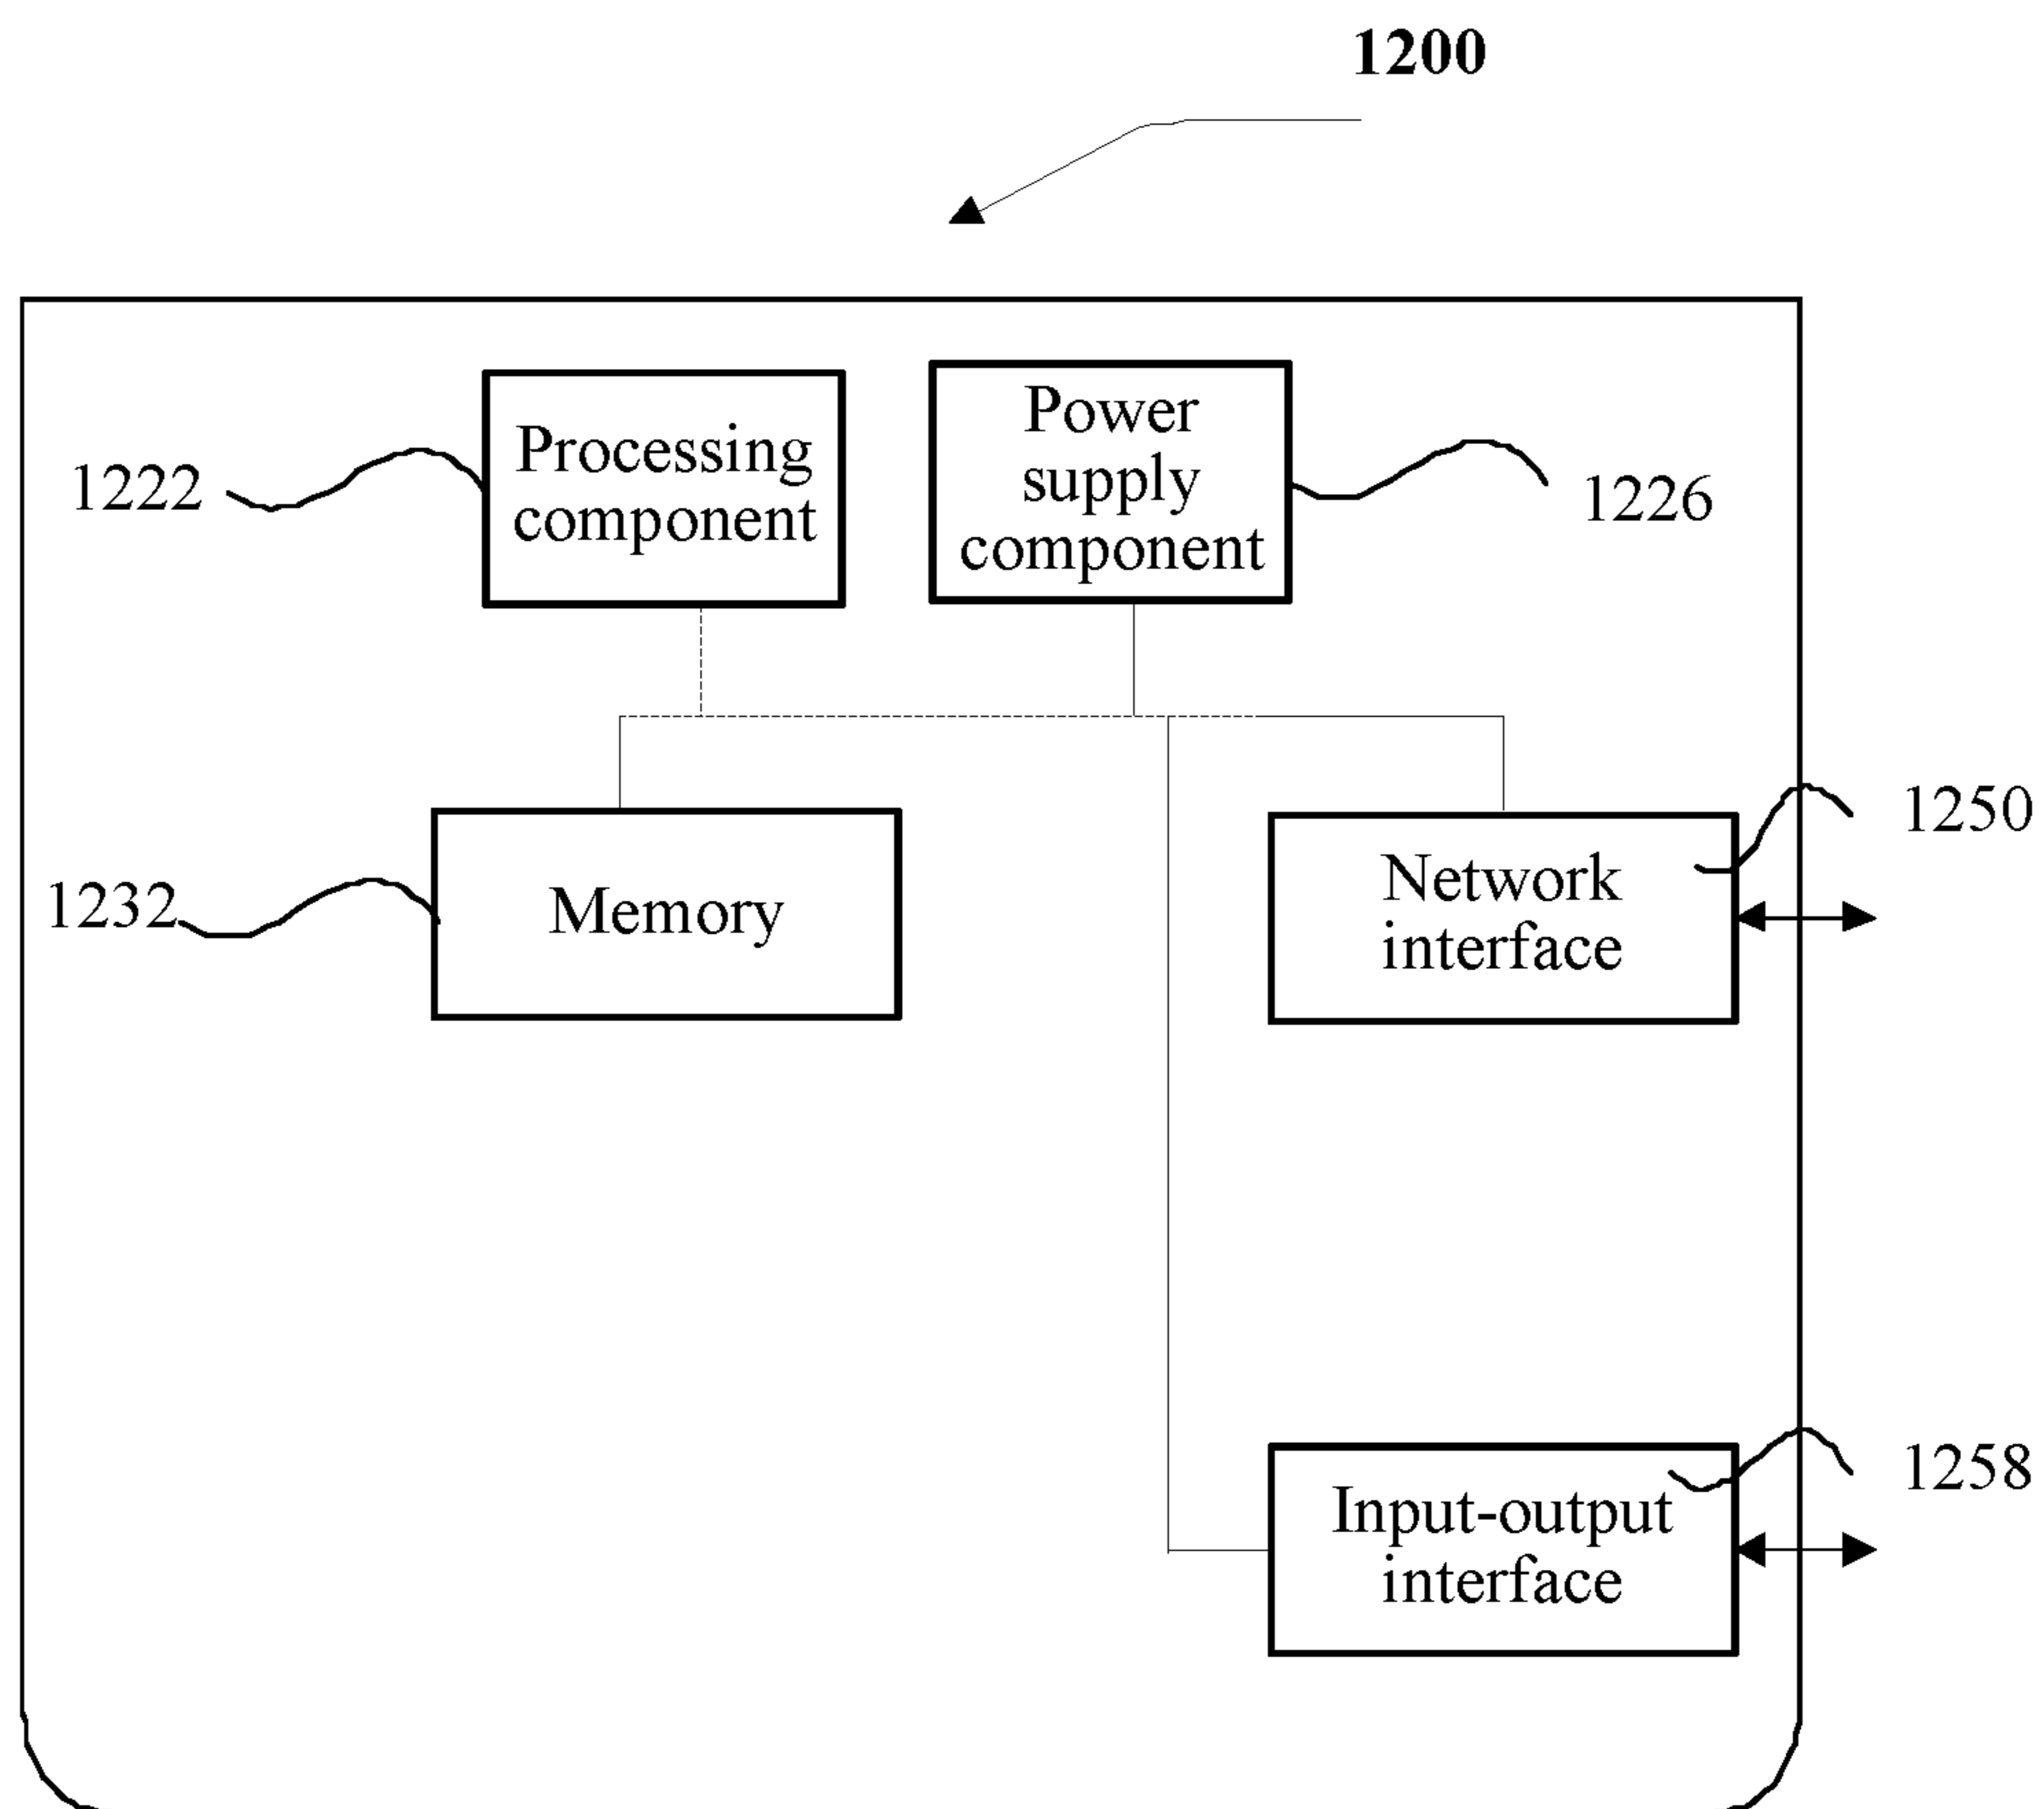 1200
1222
Processing
component
Power
supply
component
1226
1232
Memory
Network
interface
1250
Input-output
interface
1258